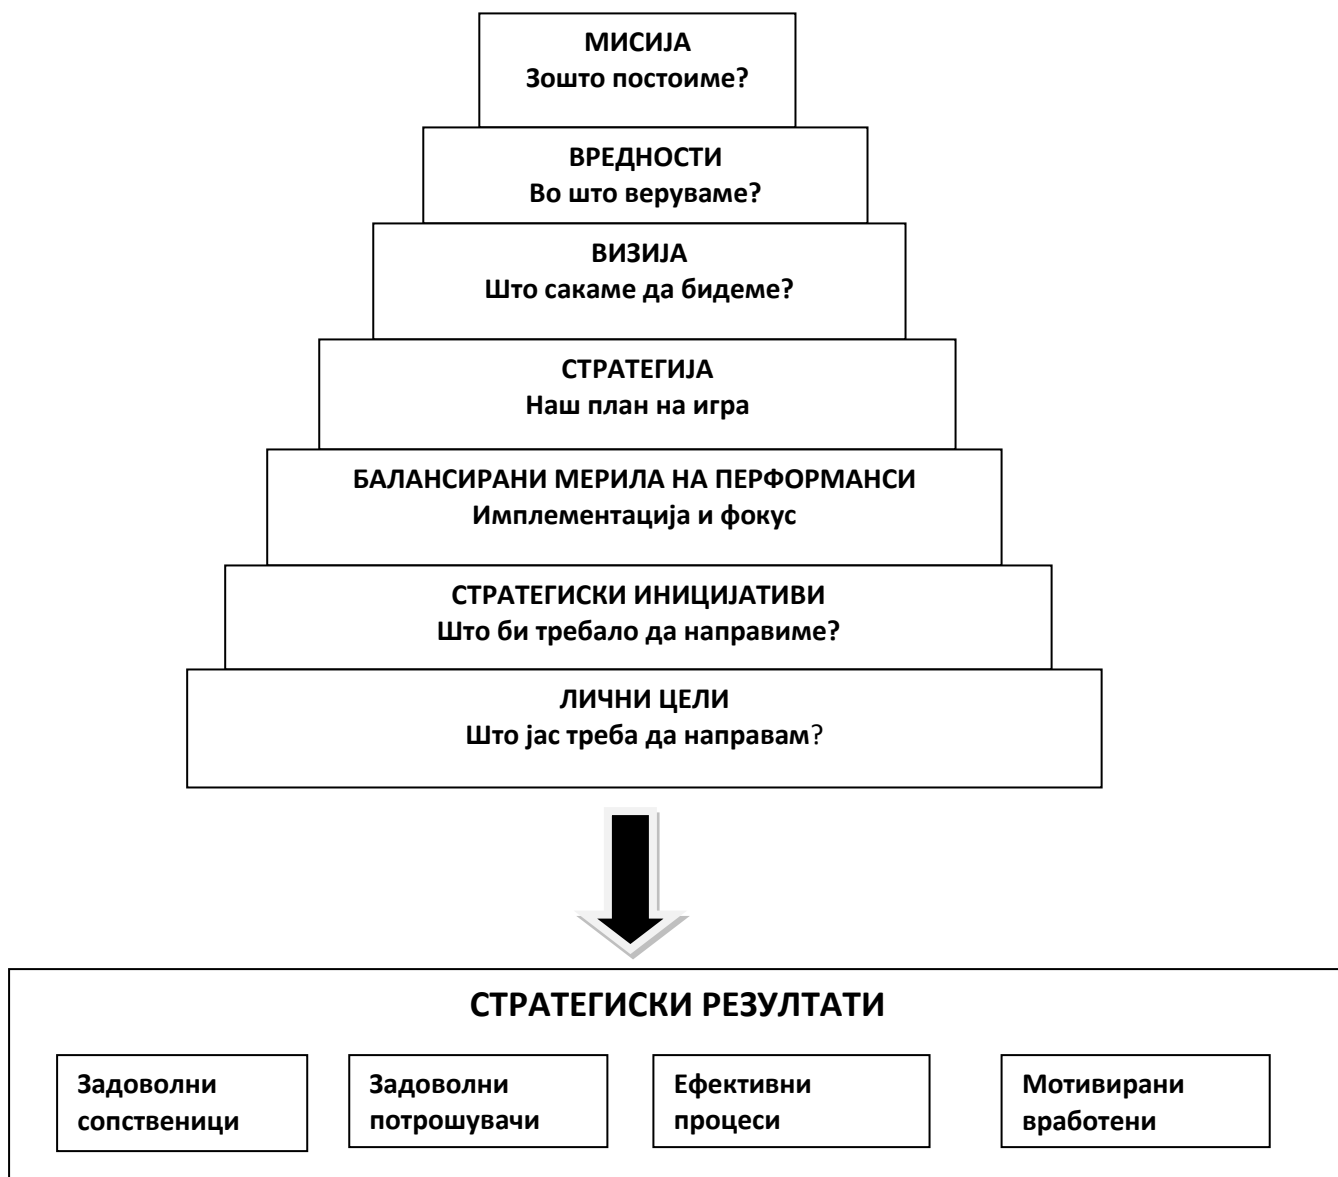 МИСИЈА
Зошто постоиме?
ВРЕДНОСТИ
Во што веруваме?
ВИЗИЈА
Што сакаме да бидеме?
СТРАТЕГИЈА
Наш план на игра
БАЛАНСИРАНИ МЕРИЛА НА ПЕРФОРМАНСИ
Имплементација и фокус
СТРАТЕГИСКИ ИНИЦИЈАТИВИ
Што би требало да направиме?
ЛИЧНИ ЦЕЛИ
Што јас треба да направам?
СТРАТЕГИСКИ РЕЗУЛТАТИ
Задоволни
сопственици
Задоволни
потрошувачи
Ефективни
процеси
Мотивирани
вработени